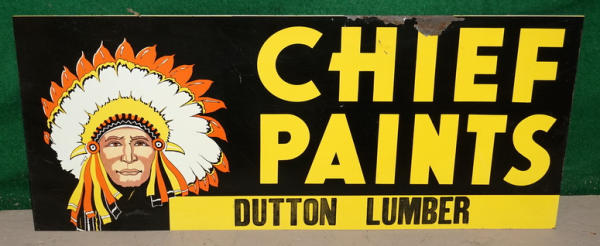 CHIEF
PAINTS
DUTTON LUMBER